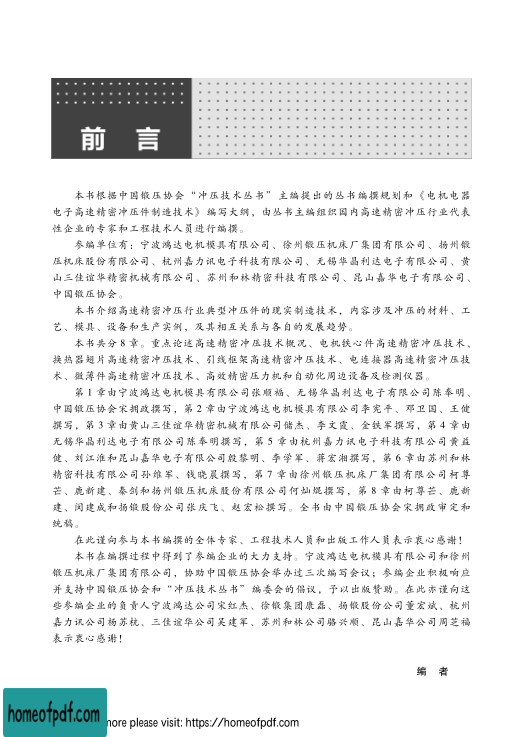 前 言
本书根据中国锻压协会“冲压技术丛书”主编提出的丛书编撰规划和《电机电器
电子高速精密冲压件制造技术》编写大纲，由丛书主编组织国内高速精密冲压行业代表
性企业的专家和工程技术人员进行编撰。
参编单位有：宁波鸿达电机模具有限公司、徐州锻压机床厂集团有限公司、扬州锻
压机床股份有限公司、杭州嘉力讯电子科技有限公司、无锡华晶利达电子有限公司、黄
山三佳谊华精密机械有限公司、苏州和林精密科技有限公司、昆山嘉华电子有限公司、
中国锻压协会。
本书介绍高速精密冲压行业典型冲压件的现实制造技术，内容涉及冲压的材料、工
艺、模具、设备和生产实例，及其相互关系与各自的发展趋势。
本书共分8章。重点论述高速精密冲压技术概况、电机铁心件高速精密冲压技术、
换热器翅片高速精密冲压技术、引线框架高速精密冲压技术、电连接器高速精密冲压技
术、微薄件高速精密冲压技术、高效精密压力机和自动化周边设备及检测仪器。
第1章由宁波鸿达电机模具有限公司张顺福、无锡华晶利达电子有限公司陈奉明、
中国锻压协会宋拥政撰写，第2章由宁波鸿达电机模具有限公司李宪平、邓卫国、王健
撰写，第3章由黄山三佳谊华精密机械有限公司储杰、李文霞、金铁军撰写，第4章由
无锡华晶利达电子有限公司陈奉明撰写，第5章由杭州嘉力讯电子科技有限公司黄益
健、刘江淮和昆山嘉华电子有限公司殷黎明、李学军、蒋宏湘撰写，第6章由苏州和林
精密科技有限公司孙维军、钱晓晨撰写，第7章由徐州锻压机床厂集团有限公司柯尊
芒、鹿新建、秦剑和扬州锻压机床股份有限公司何灿焜撰写，第8章由柯尊芒、鹿新
建、闵建成和扬锻股份公司张庆飞、赵宏松撰写。全书由中国锻压协会宋拥政审定和
统稿。
在此谨向参与本书编撰的全体专家、工程技术人员和出版工作人员表示衷心感谢！
本书在编撰过程中得到了参编企业的大力支持。宁波鸿达电机模具有限公司和徐州
锻压机床厂集团有限公司，协助中国锻压协会举办过三次编写会议；参编企业积极响应
并支持中国锻压协会和“冲压技术丛书”编委会的倡议，予以出版赞助。在此亦谨向这
些参编企业的负责人宁波鸿达公司宋红杰、徐锻集团康磊、扬锻股份公司董宏斌、杭州
嘉力讯公司杨苏杭、三佳谊华公司吴建军、苏州和林公司骆兴顺、昆山嘉华公司周芝福
表示衷心感谢！
编 者
homeofpdf.com
more please visit: https://homeofpdf.com